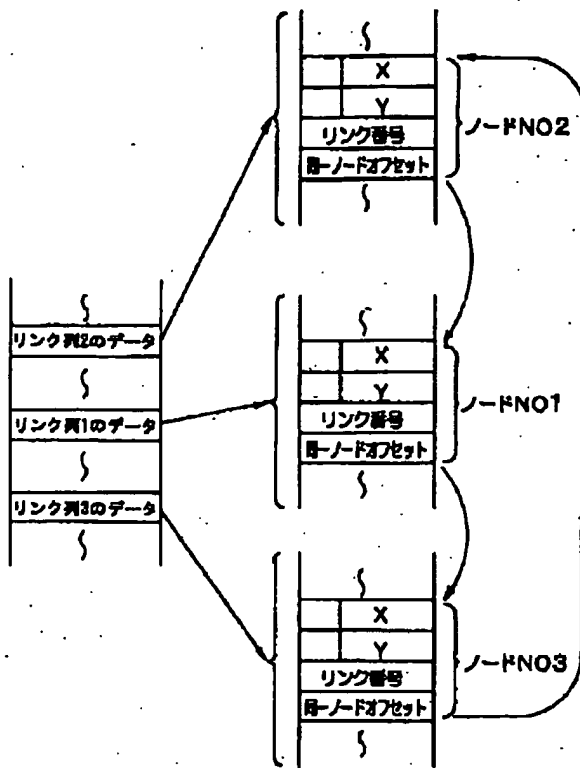 リンク列2のデータ
リンク列1のデータ
リンク列3のデータ
X
Y
リンク番号
同一ノードオフセット
ノードN02
X
Y
リンク番号
同一ノードオフセット
ノードN01
X
Y
リンク番号
同一ノードオフセット
ノードN03